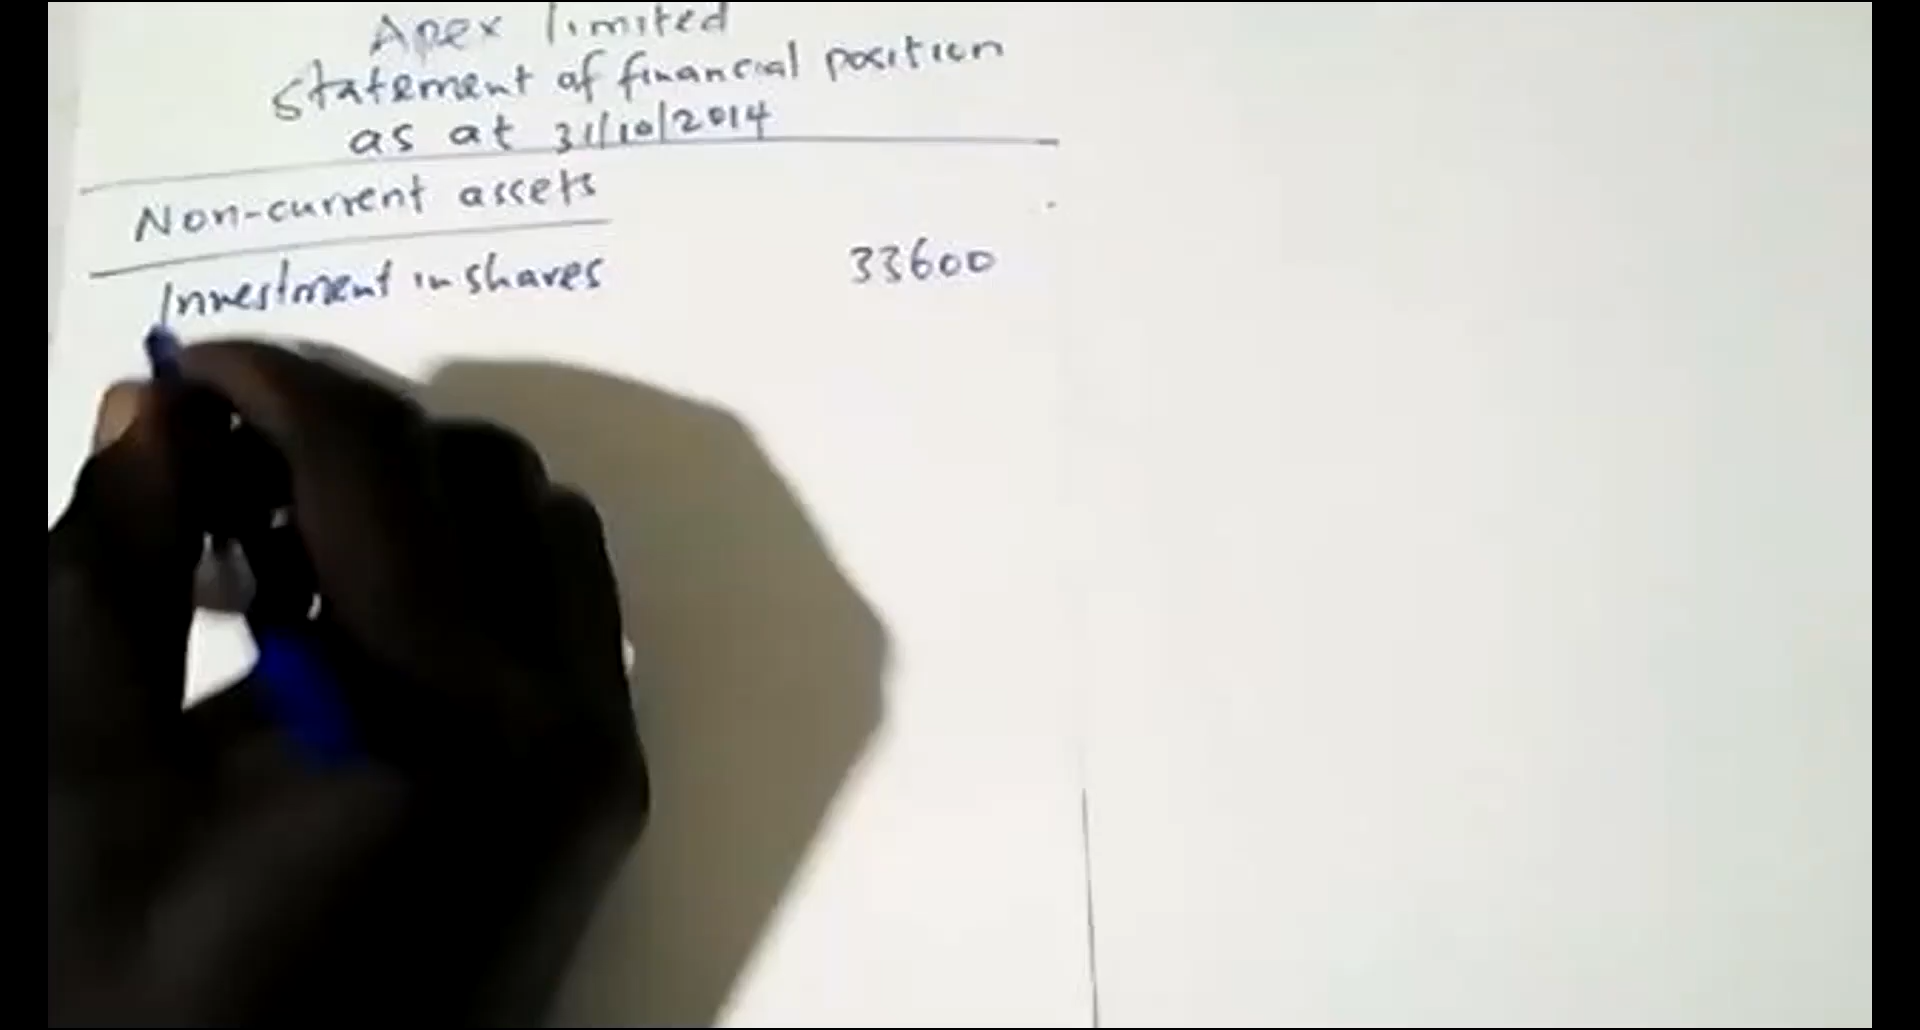 Apex limited
Statement of financial position
as at 31/10/2014
Non-current assets
Investment in shares 33600